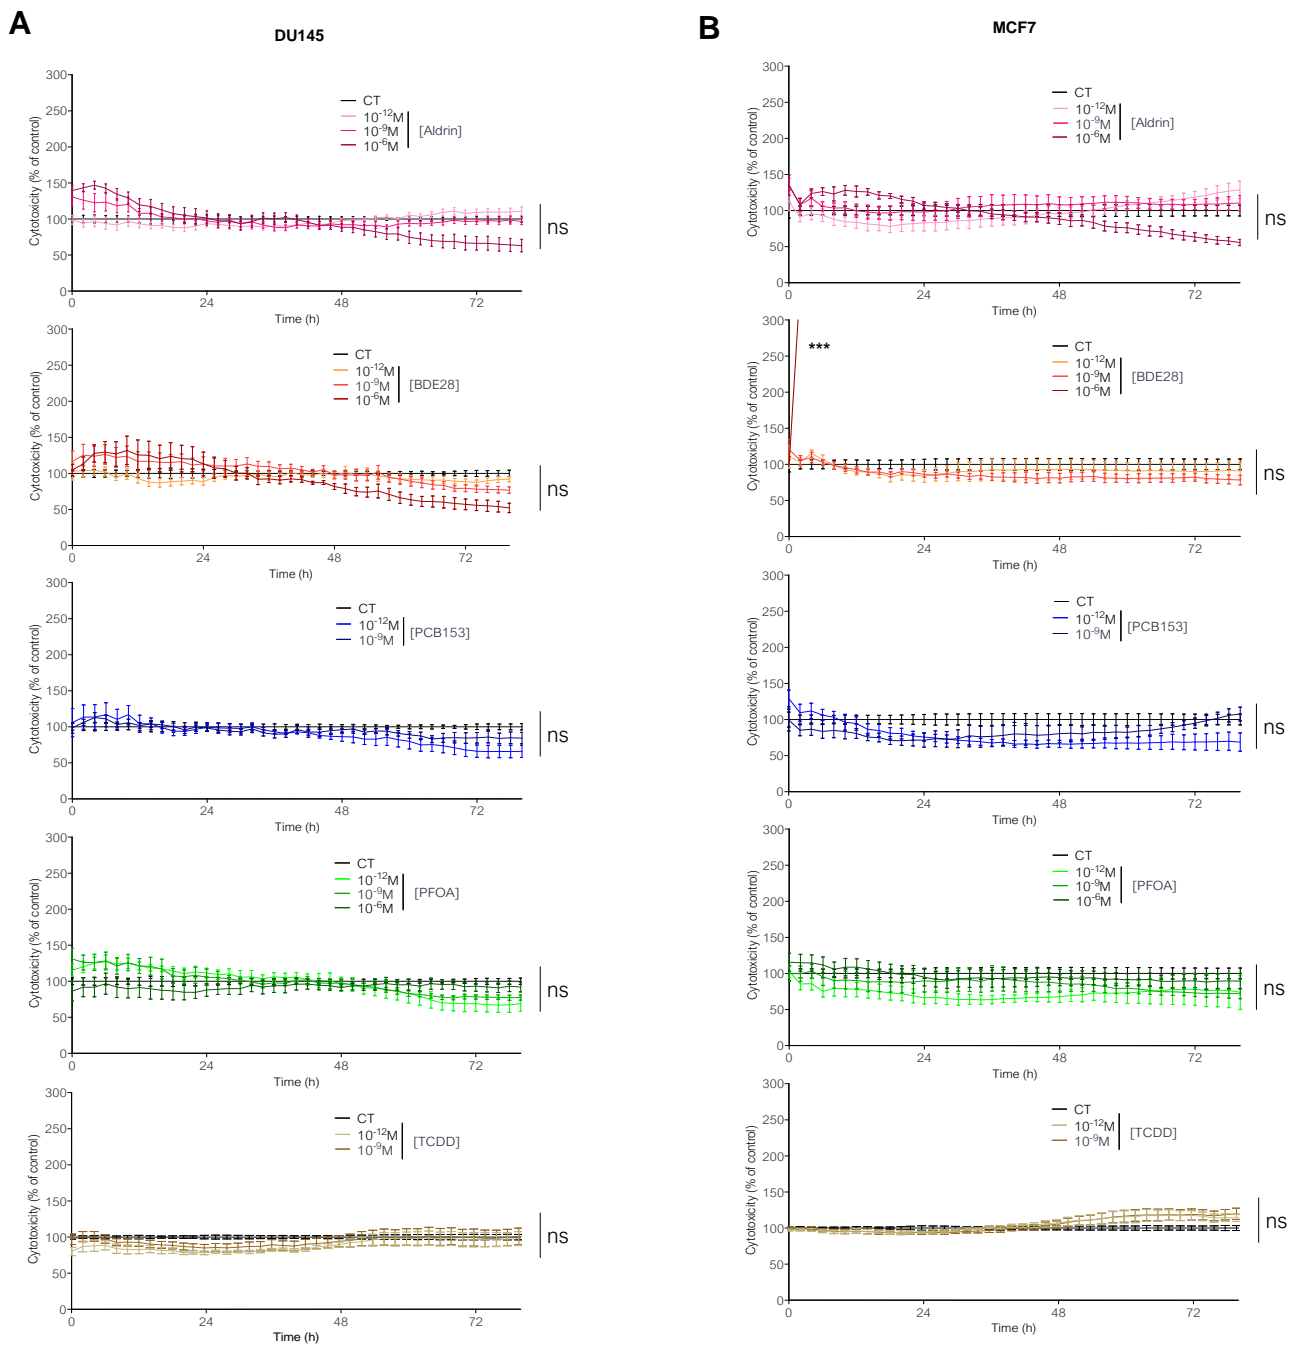 A
DU145
Cytotoxicity (% of control)
300
250
200
150
100
50
0
0 24 48 72
Time (h)
CT
10⁻¹²M
10⁻⁹M
10⁻⁶M
[Aldrin]
ns
Cytotoxicity (% of control)
300
250
200
150
100
50
0
0 24 48 72
Time (h)
CT
10⁻¹²M
10⁻⁹M
10⁻⁶M
[BDE28]
ns
Cytotoxicity (% of control)
300
250
200
150
100
50
0
0 24 48 72
Time (h)
CT
10⁻¹²M
10⁻⁹M
[PCB153]
ns
Cytotoxicity (% of control)
300
250
200
150
100
50
0
0 24 48 72
Time (h)
CT
10⁻¹²M
10⁻⁹M
10⁻⁶M
[PFOA]
ns
Cytotoxicity (% of control)
300
250
200
150
100
50
0
0 24 48 72
Time (h)
CT
10⁻¹²M
10⁻⁹M
[TCDD]
ns
B
MCF7
Cytotoxicity (% of control)
300
250
200
150
100
50
0
0 24 48 72
Time (h)
CT
10⁻¹²M
10⁻⁹M
10⁻⁶M
[Aldrin]
ns
Cytotoxicity (% of control)
300
250
200
150
100
50
0
0 24 48 72
Time (h)
***
CT
10⁻¹²M
10⁻⁹M
10⁻⁶M
[BDE28]
ns
Cytotoxicity (% of control)
300
250
200
150
100
50
0
0 24 48 72
Time (h)
CT
10⁻¹²M
10⁻⁹M
[PCB153]
ns
Cytotoxicity (% of control)
300
250
200
150
100
50
0
0 24 48 72
Time (h)
CT
10⁻¹²M
10⁻⁹M
10⁻⁶M
[PFOA]
ns
Cytotoxicity (% of control)
300
250
200
150
100
50
0
0 24 48 72
Time (h)
CT
10⁻¹²M
10⁻⁹M
[TCDD]
ns